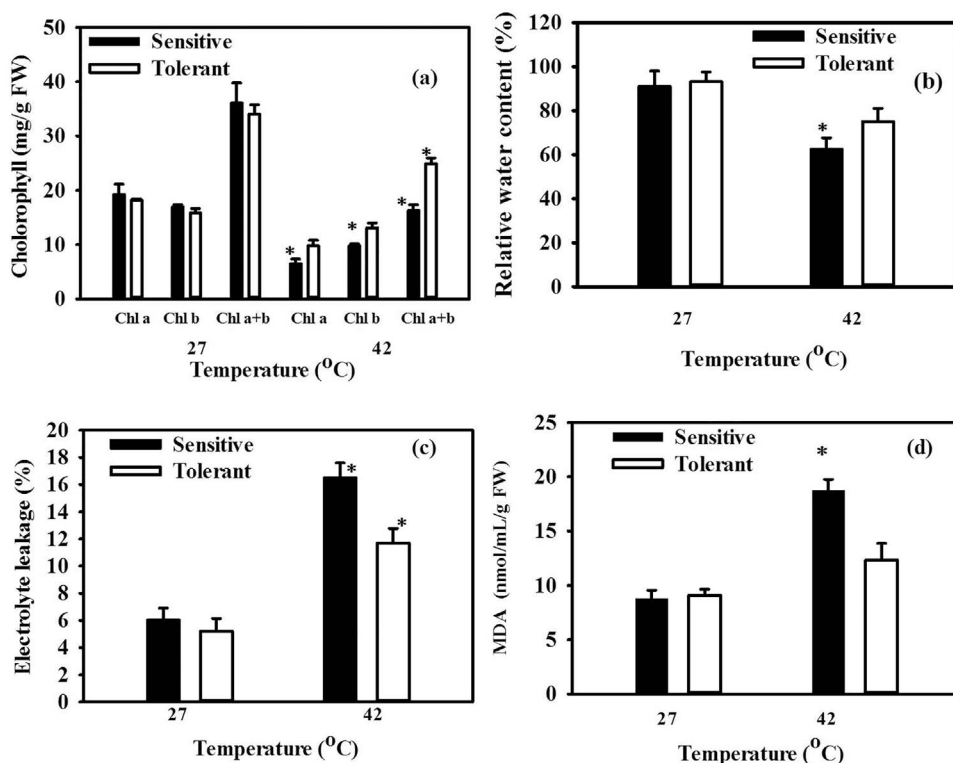 Cholorophyll (mg/g FW)
50
40
30
20
10
0
Sensitive
Tolerant
(a)
*
*
*
*
Chl a Chl b Chl a+b Chl a Chl b Chl a+b
27 42
Temperature (°C)
Relative water content (%)
120
100
80
60
40
20
0
Sensitive
Tolerant
(b)
*
27 42
Temperature (°C)
Electrolyte leakage (%)
20
18
16
14
12
10
8
6
4
2
0
Sensitive
Tolerant
(c)
*
*
27 42
Temperature (°C)
MDA (nmol/mL/g FW)
25
20
15
10
5
0
Sensitive
Tolerant
(d)
*
27 42
Temperature (°C)